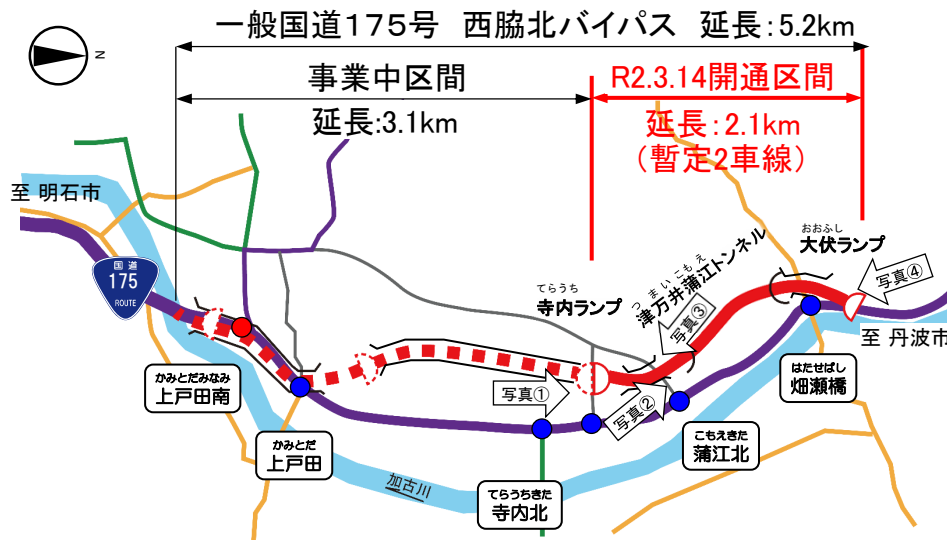 一般国道175号 西脇北バイパス 延長:5.2km
N
事業中区間
延長:3.1km
R2.3.14開通区間
延長:2.1km
(暫定2車線)
至 明石市
国道
175
ROUTE
おおふし
大伏ランプ
つまいこもえ
津万井蒲江トンネル
てらうち
寺内ランプ
写真④
写真③
至 丹波市
写真①
写真②
かみとだみなみ
上戸田南
はたせばし
畑瀬橋
かみとだ
上戸田
こもえきた
蒲江北
加古川
てらうちきた
寺内北